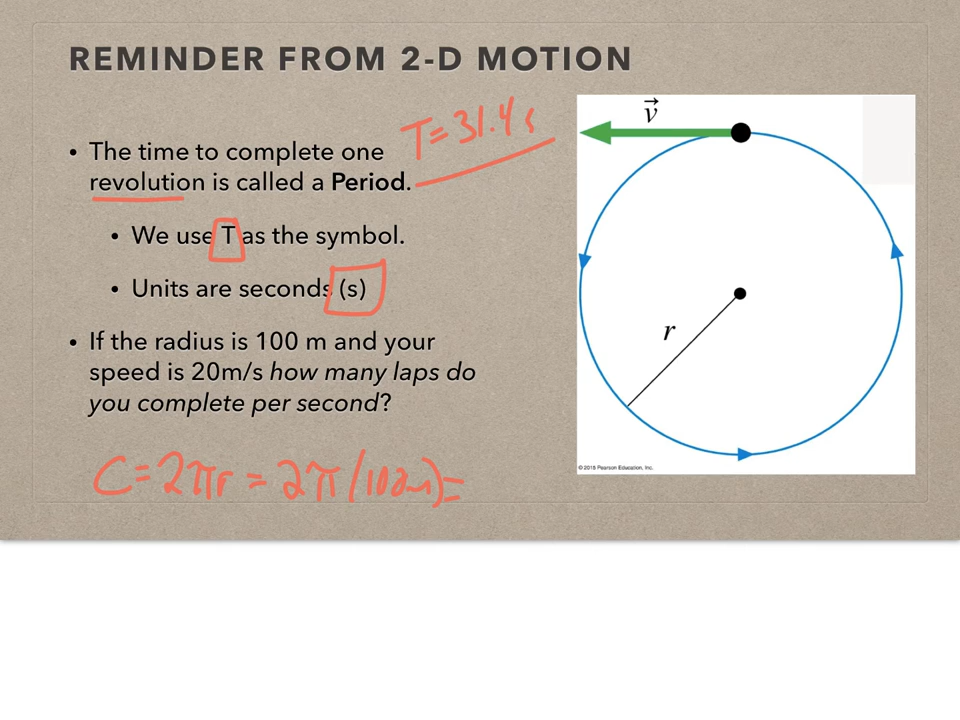 REMINDER FROM 2-D MOTION
• The time to complete one
revolution is called a Period.
T=31.4 s
• We use T as the symbol.
• Units are seconds (s)
• If the radius is 100 m and your
speed is 20m/s how many laps do
you complete per second?
C=2πr = 2π(100m)=
v
r
© 2015 Pearson Education, Inc.